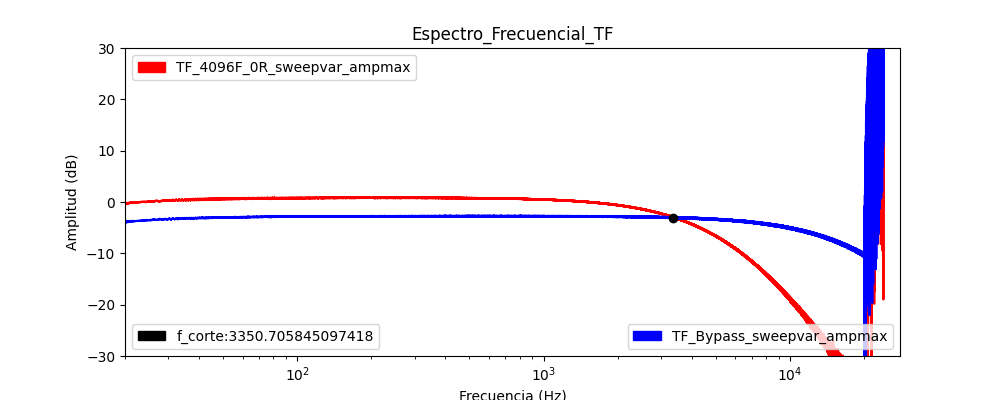 Espectro_Frecuencial_TF
30
20
10
0
−10
−20
−30
Amplitud (dB)
TF_4096F_0R_sweepvar_ampmax
f_corte:3350.705845097418
TF_Bypass_sweepvar_ampmax
10²
10³
10⁴
Frecuencia (Hz)